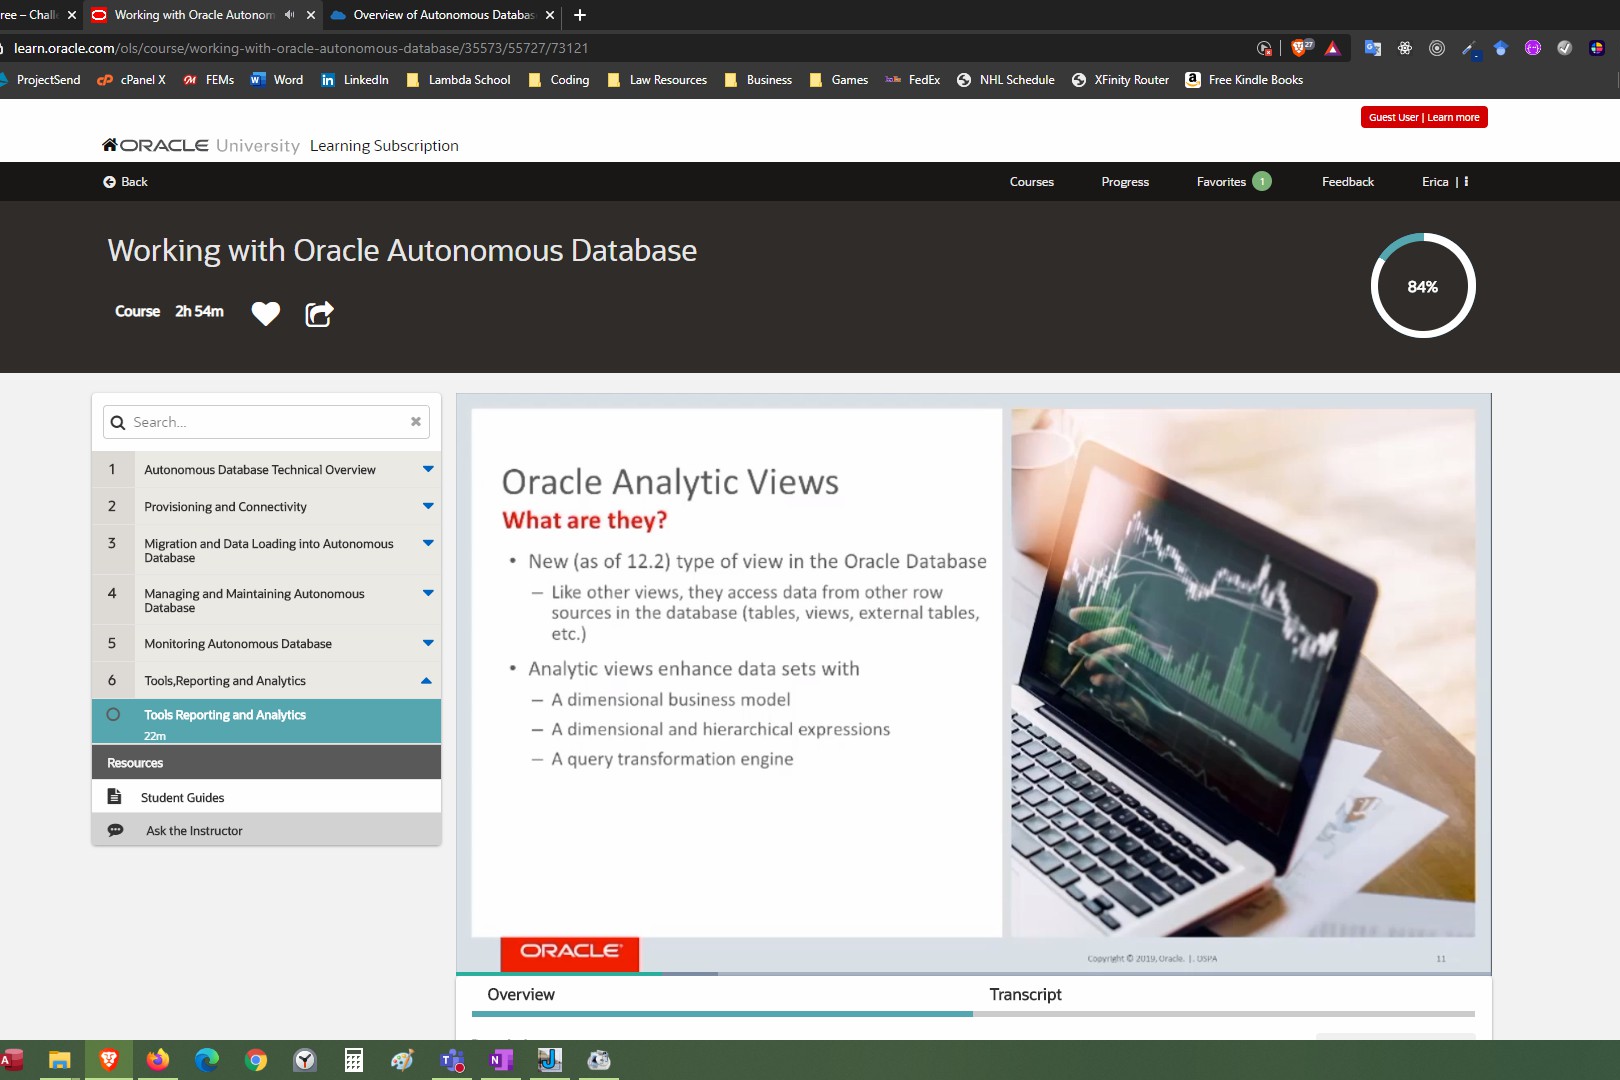 ree – Chall
Working with Oracle Autonom
Overview of Autonomous Databas
learn.oracle.com/ols/course/working-with-oracle-autonomous-database/35573/55727/73121
27
ProjectSend
cPanel X
FEMs
Word
LinkedIn
Lambda School
Coding
Law Resources
Business
Games
FedEx
NHL Schedule
XFinity Router
Free Kindle Books
Guest User | Learn more
ORACLE University Learning Subscription
Back
Courses
Progress
Favorites 1
Feedback
Erica |
Working with Oracle Autonomous Database
Course 2h 54m
84%
Search...
1 Autonomous Database Technical Overview
2 Provisioning and Connectivity
3 Migration and Data Loading into Autonomous
Database
4 Managing and Maintaining Autonomous
Database
5 Monitoring Autonomous Database
6 Tools,Reporting and Analytics
Tools Reporting and Analytics
22m
Resources
Student Guides
Ask the Instructor
Oracle Analytic Views
What are they?
• New (as of 12.2) type of view in the Oracle Database
– Like other views, they access data from other row
sources in the database (tables, views, external tables,
etc.)
• Analytic views enhance data sets with
– A dimensional business model
– A dimensional and hierarchical expressions
– A query transformation engine
ORACLE
Copyright © 2019, Oracle. | . USPA
11
Overview
Transcript